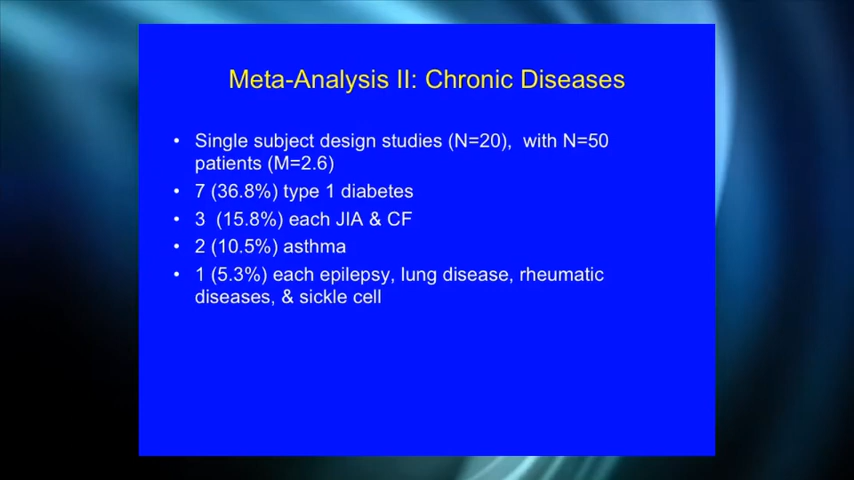 Meta-Analysis II: Chronic Diseases
• Single subject design studies (N=20), with N=50
patients (M=2.6)
• 7 (36.8%) type 1 diabetes
• 3 (15.8%) each JIA & CF
• 2 (10.5%) asthma
• 1 (5.3%) each epilepsy, lung disease, rheumatic
diseases, & sickle cell